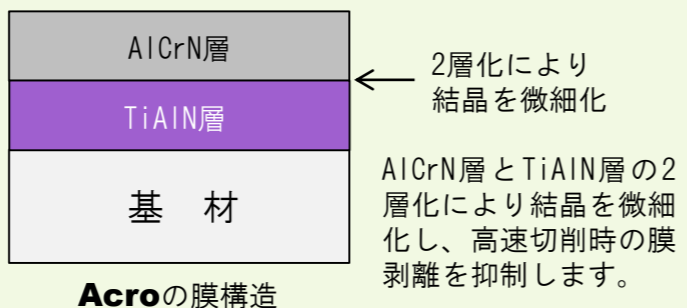 AlCrN層
TiAlN層
基　材
Acroの膜構造
2層化により
結晶を微細化
AlCrN層とTiAlN層の2
層化により結晶を微細
化し、高速切削時の膜
剥離を抑制します。